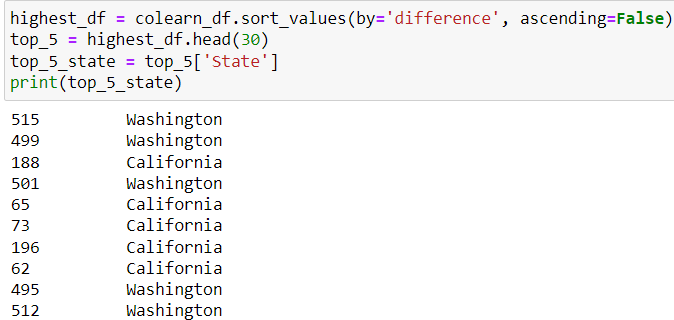 highest_df = colearn_df.sort_values(by='difference', ascending=False)
top_5 = highest_df.head(30)
top_5_state = top_5['State']
print(top_5_state)
515 Washington
499 Washington
188 California
501 Washington
65 California
73 California
196 California
62 California
495 Washington
512 Washington